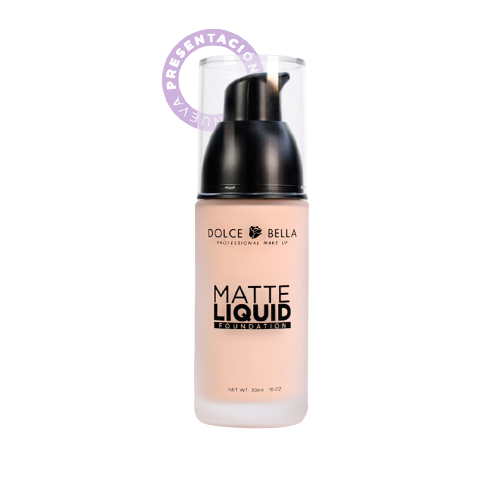 NUEVA PRESENTACIÓN
DOLCE BELLA
PROFESSIONAL MAKE UP
MATTE
LIQUID
FOUNDATION
NET WT. 30ml